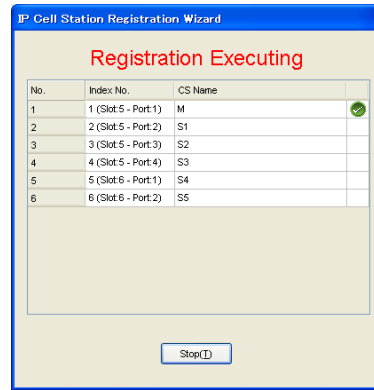 IP Cell Station Registration Wizard
Registration Executing
No. Index No. CS Name
1 1 (Slot:5 - Port:1) M
2 2 (Slot:5 - Port:2) S1
3 3 (Slot:5 - Port:3) S2
4 4 (Slot:5 - Port:4) S3
5 5 (Slot:6 - Port:1) S4
6 6 (Slot:6 - Port:2) S5
Stop(T)